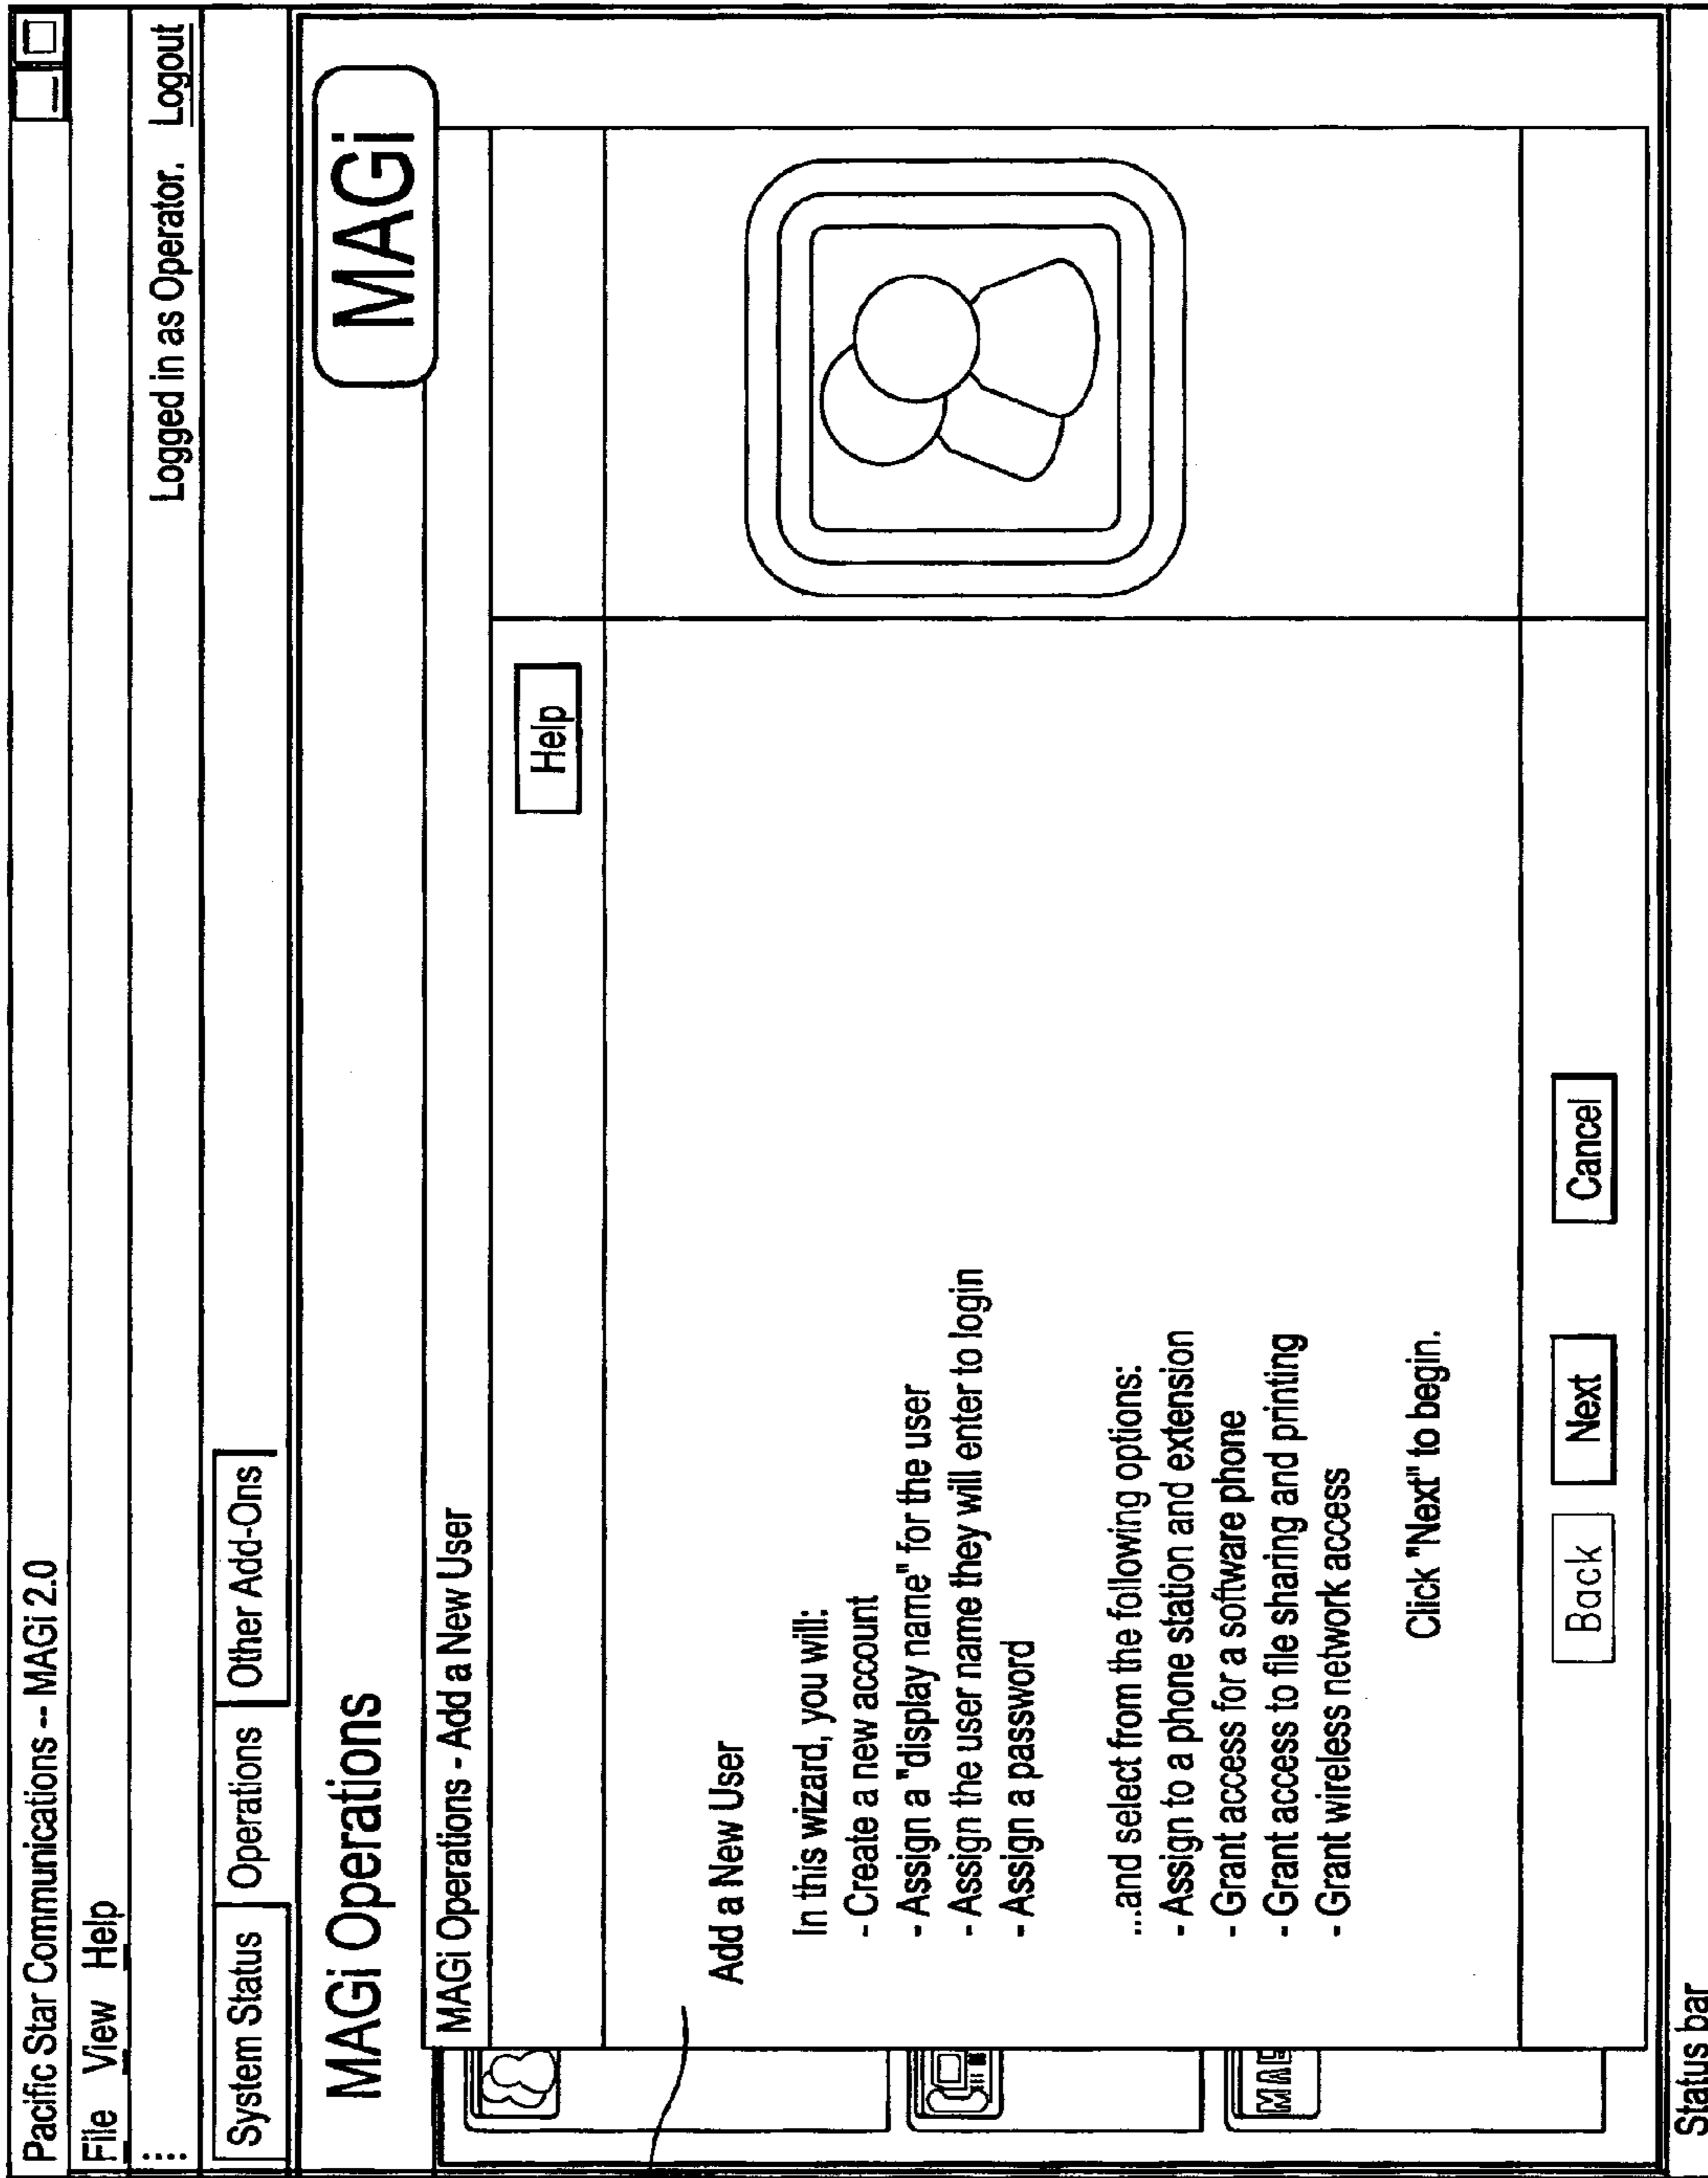 Pacific Star Communications -- MAGi 2.0
File View Help
Logged in as Operator. Logout
System Status Operations Other Add-Ons
MAGi Operations
MAGi
MAGi Operations - Add a New User
Help
Add a New User
In this wizard, you will:
- Create a new account
- Assign a "display name" for the user
- Assign the user name they will enter to login
- Assign a password
...and select from the following options:
- Assign to a phone station and extension
- Grant access for a software phone
- Grant access to file sharing and printing
- Grant wireless network access
Click "Next" to begin.
Back Next Cancel
Status bar